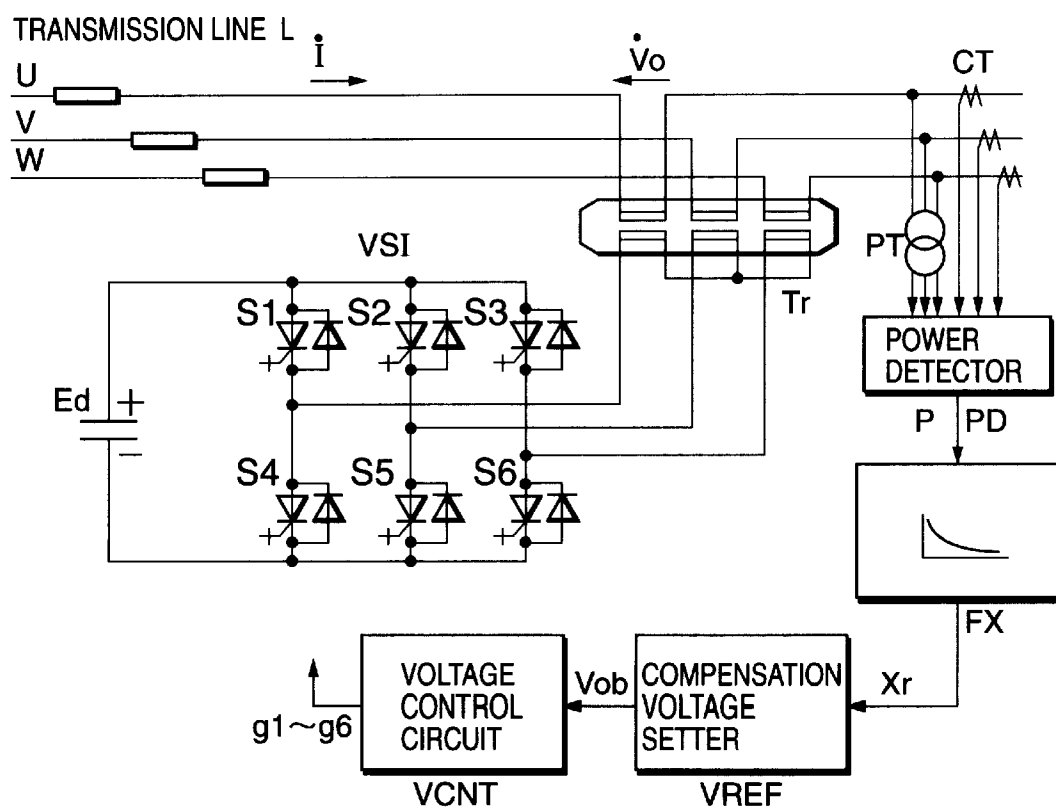 TRANSMISSION LINE L
İ
V̇o
CT
U
V
W
PT
VSI
Tr
S1
S2
S3
POWER
DETECTOR
Ed
+
−
P
PD
S4
S5
S6
FX
VOLTAGE
CONTROL
CIRCUIT
Vob
COMPENSATION
VOLTAGE
SETTER
Xr
g1～g6
VCNT
VREF